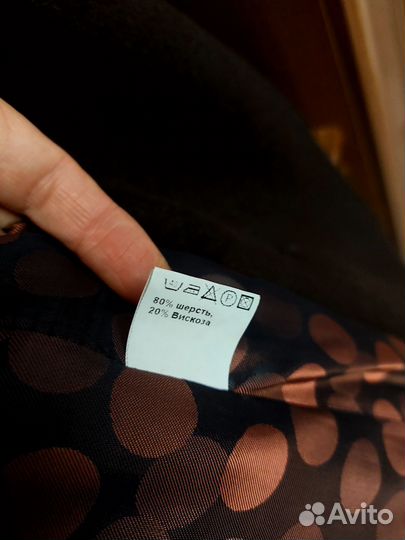 P
80% шерсть,
20% Вискоза
Avito